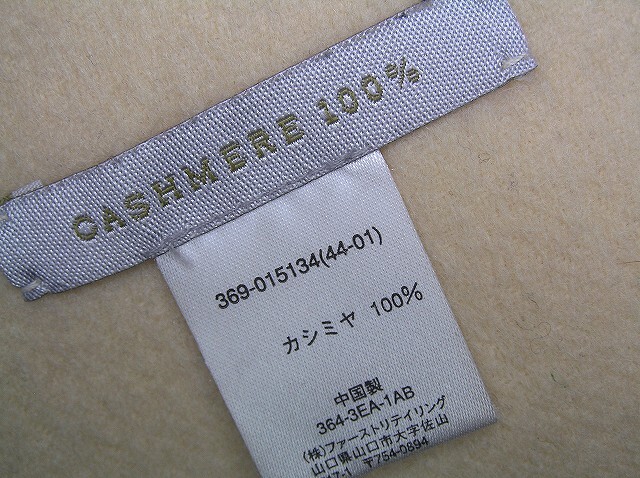 CASHMERE 100%
369-015134(44-01)
カシミヤ 100%
中国製
364-3EA-1AB
(株)ファーストリテイリング
山口県山口市大字佐山
〒754-0894